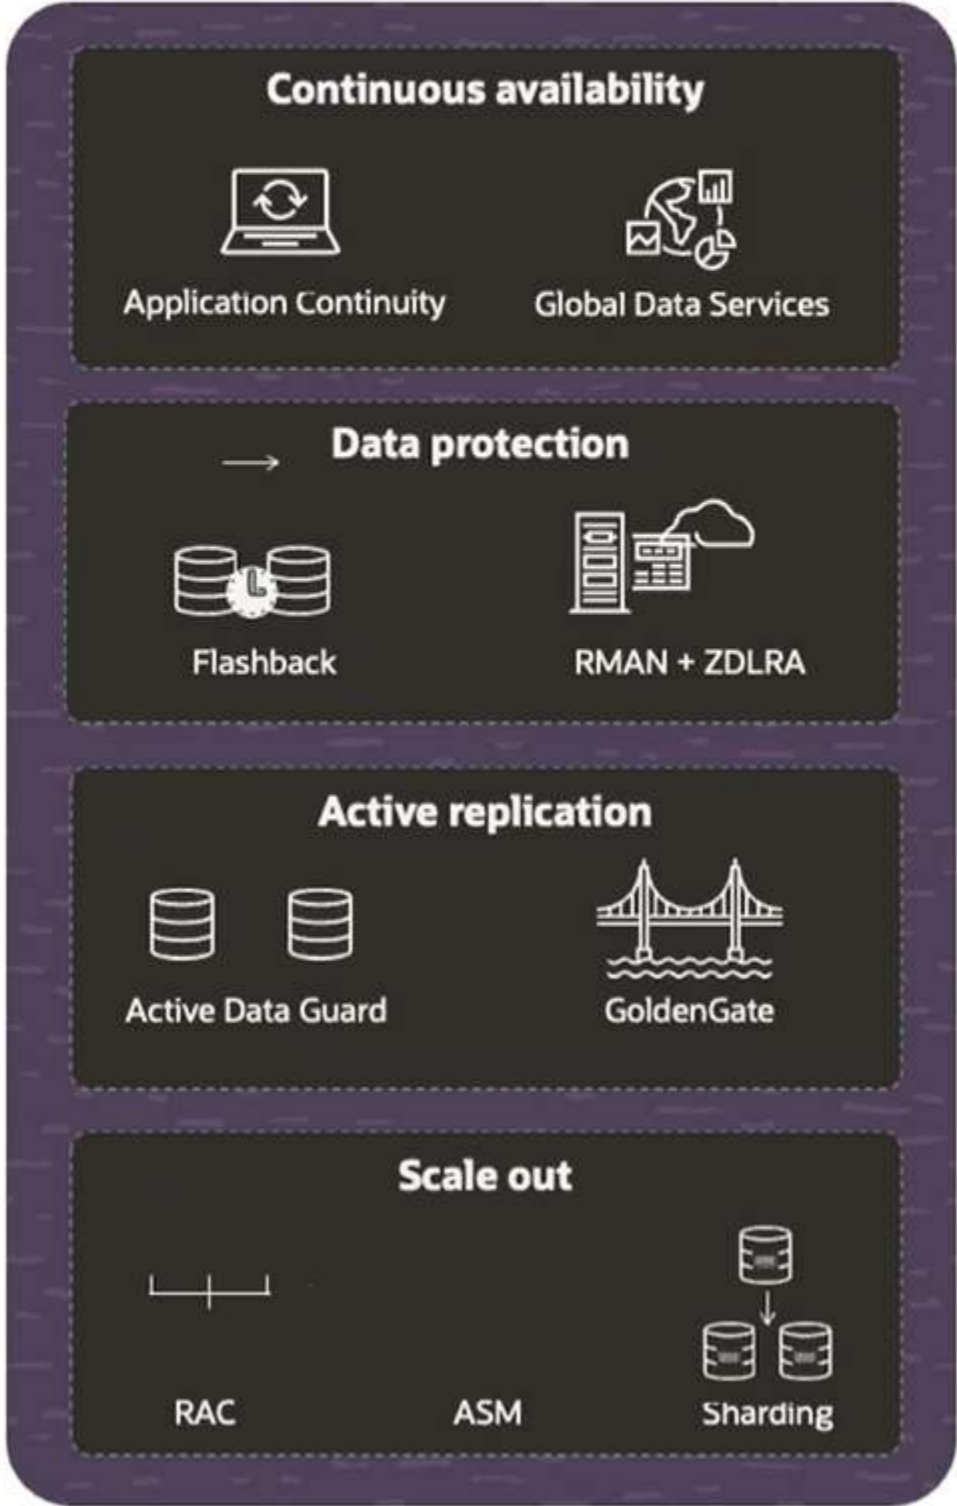 Continuous availability
Application Continuity
Global Data Services
Data protection
Flashback
RMAN + ZDLRA
Active replication
Active Data Guard
GoldenGate
Scale out
RAC
ASM
Sharding